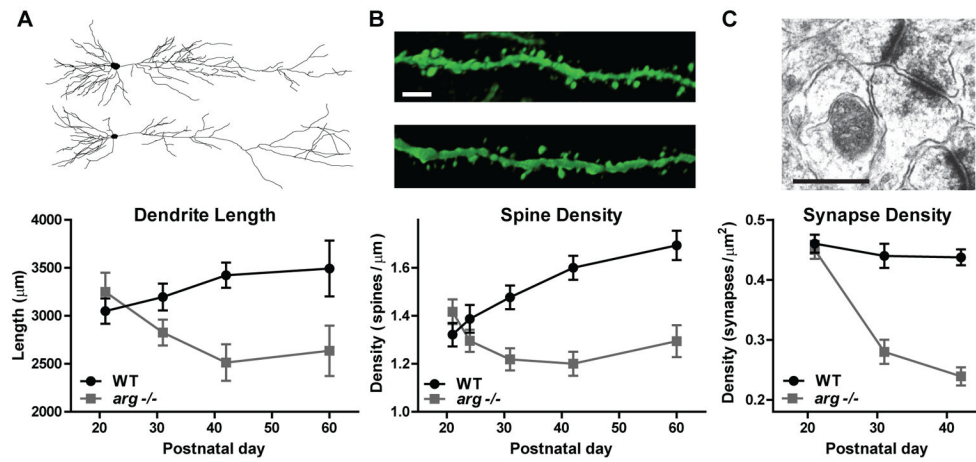 A
B
C
Dendrite Length
4000
3500
3000
2500
2000
Length (μm)
WT
arg -/-
20 30 40 50 60
Postnatal day
Spine Density
1.6
1.4
1.2
1.0
Density ( spines / μm)
WT
arg -/-
20 30 40 50 60
Postnatal day
Synapse Density
0.5
0.4
0.3
0.2
Density (synapses/μm²)
WT
arg -/-
20 30 40
Postnatal day